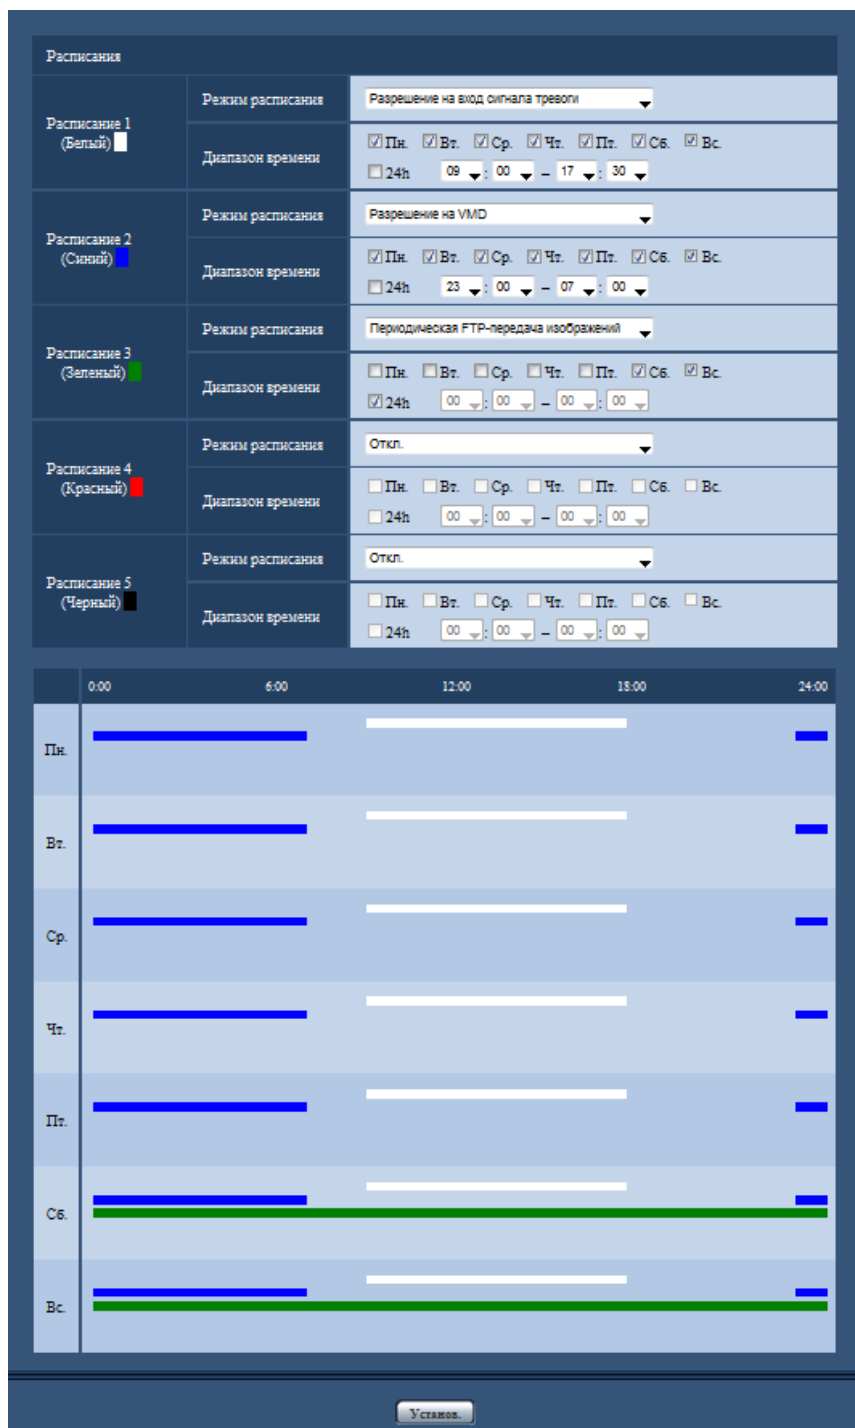 Расписания
Расписание 1
(Белый)
Режим расписания
Разрешение на вход сигнала тревоги
Диапазон времени
Пн. Вт. Ср. Чт. Пт. Сб. Вс.
24h 09 : 00 – 17 : 30
Расписание 2
(Синий)
Режим расписания
Разрешение на VMD
Диапазон времени
Пн. Вт. Ср. Чт. Пт. Сб. Вс.
24h 23 : 00 – 07 : 00
Расписание 3
(Зеленый)
Режим расписания
Периодическая FTP-передача изображений
Диапазон времени
Пн. Вт. Ср. Чт. Пт. Сб. Вс.
24h 00 : 00 – 00 : 00
Расписание 4
(Красный)
Режим расписания
Откл.
Диапазон времени
Пн. Вт. Ср. Чт. Пт. Сб. Вс.
24h 00 : 00 – 00 : 00
Расписание 5
(Черный)
Режим расписания
Откл.
Диапазон времени
Пн. Вт. Ср. Чт. Пт. Сб. Вс.
24h 00 : 00 – 00 : 00
0:00 6:00 12:00 18:00 24:00
Пн.
Вт.
Ср.
Чт.
Пт.
Сб.
Вс.
Установ.